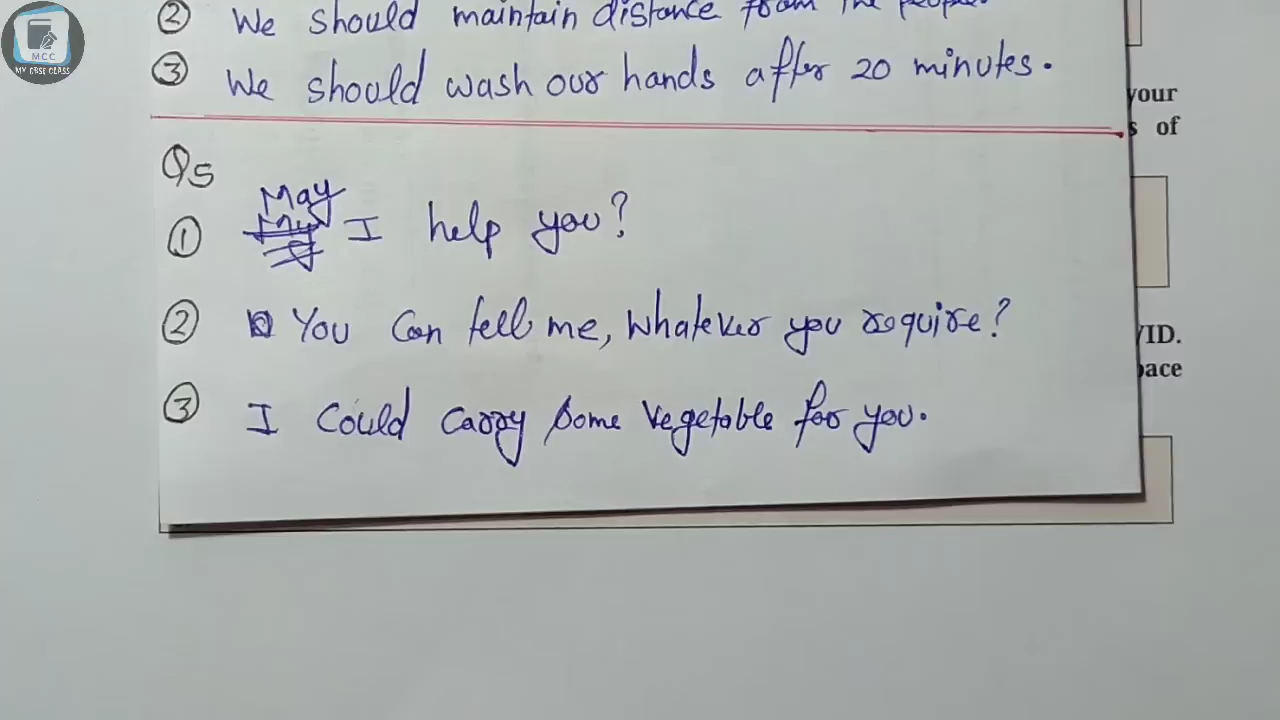 MCC
MY CBSE CLASS
② We should maintain distance from the people
③ We should wash our hands after 20 minutes.
your
s of
Q5
May
① I help you?
② You Can tell me, Whatever you require?
VID.
pace
③ I Could Carry Some Vegetable for you.